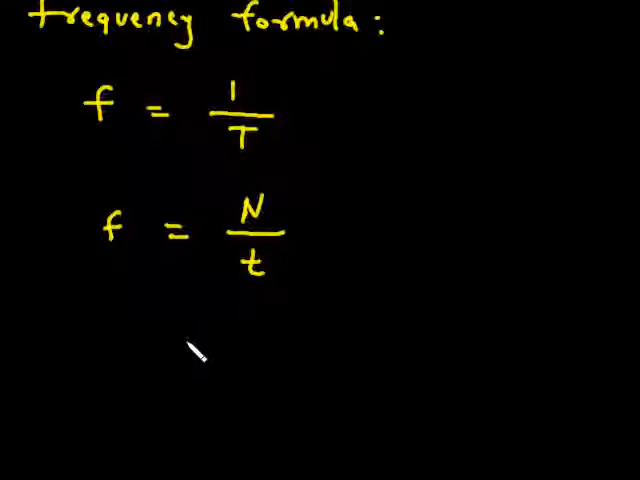 frequency formula:
f = 1/T
f = N/t